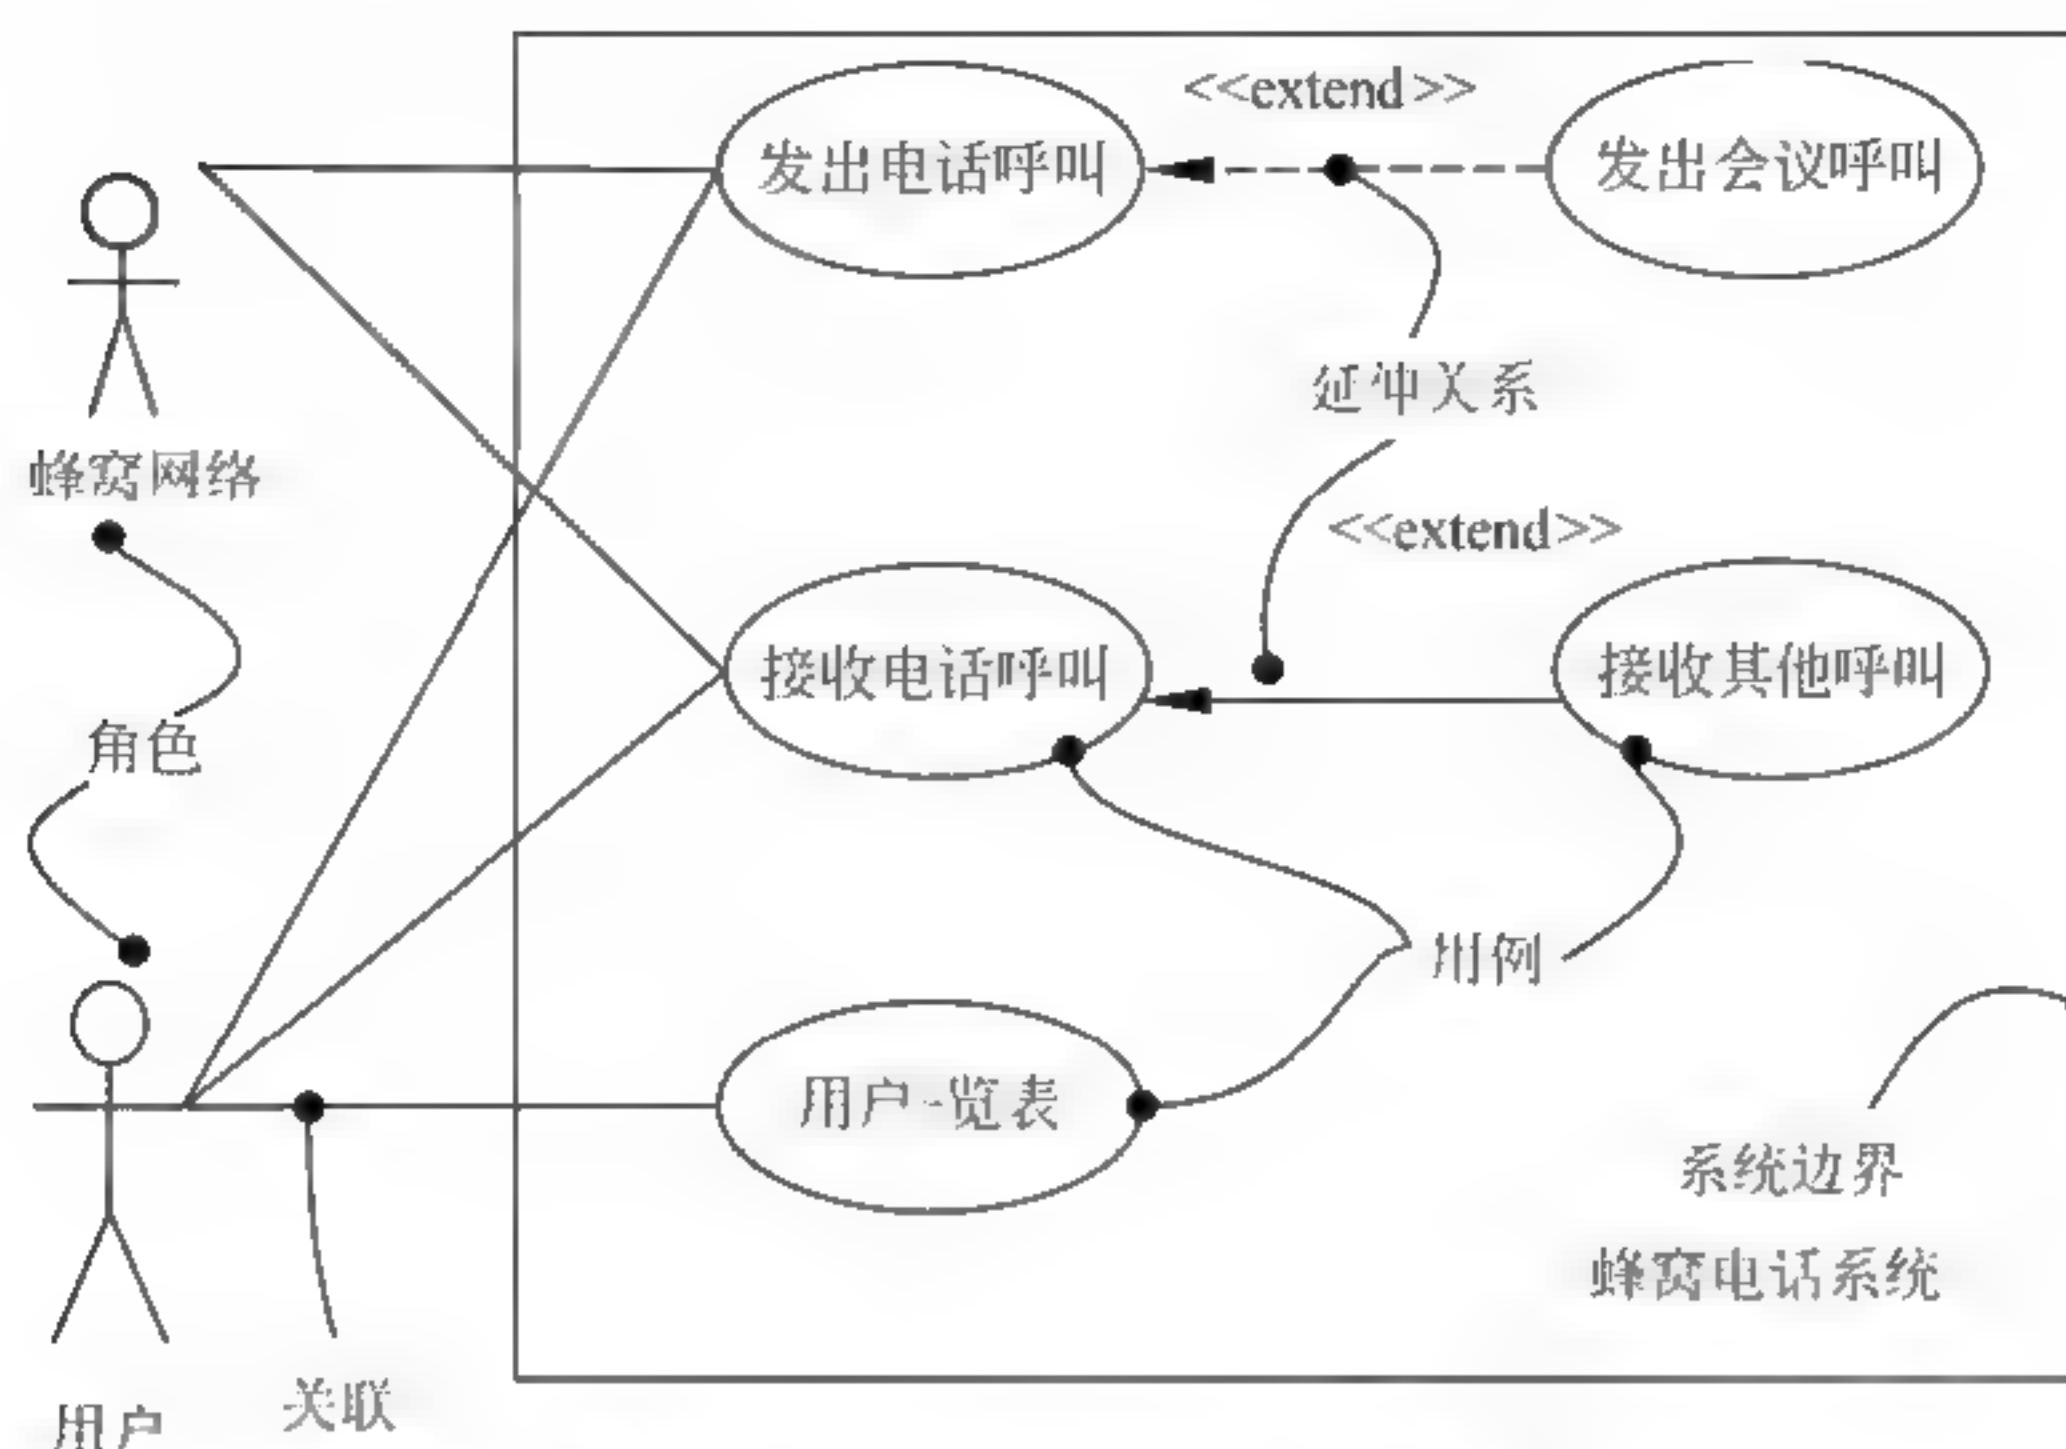 <<extend>>
发出电话呼叫
发出会议呼叫
延伸关系
蜂窝网络
<<extend>>
接收电话呼叫
接收其他呼叫
角色
用例
用户一览表
系统边界
蜂窝电话系统
关联
用户